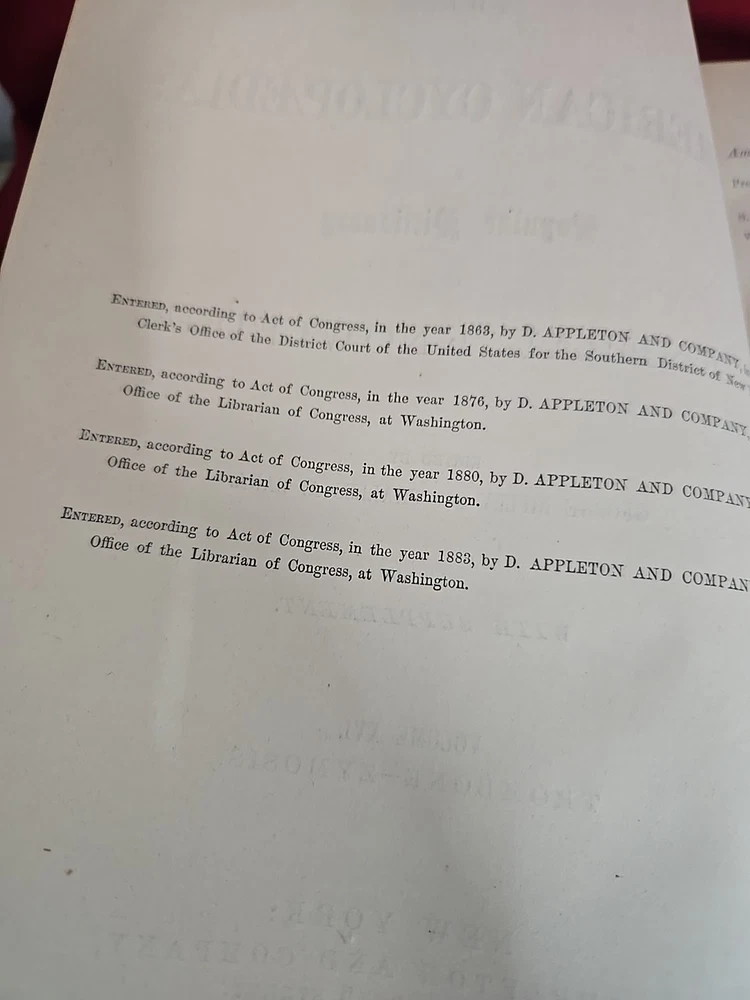 ENTERED, according to Act of Congress, in the year 1863, by D. APPLETON AND COMPANY,
Clerk's Office of the District Court of the United States for the Southern District of New
ENTERED, according to Act of Congress, in the year 1876, by D. APPLETON AND COMPANY,
Office of the Librarian of Congress, at Washington.
ENTERED, according to Act of Congress, in the year 1880, by D. APPLETON AND COMPANY
Office of the Librarian of Congress, at Washington.
ENTERED, according to Act of Congress, in the year 1883, by D. APPLETON AND COMPAN
Office of the Librarian of Congress, at Washington.